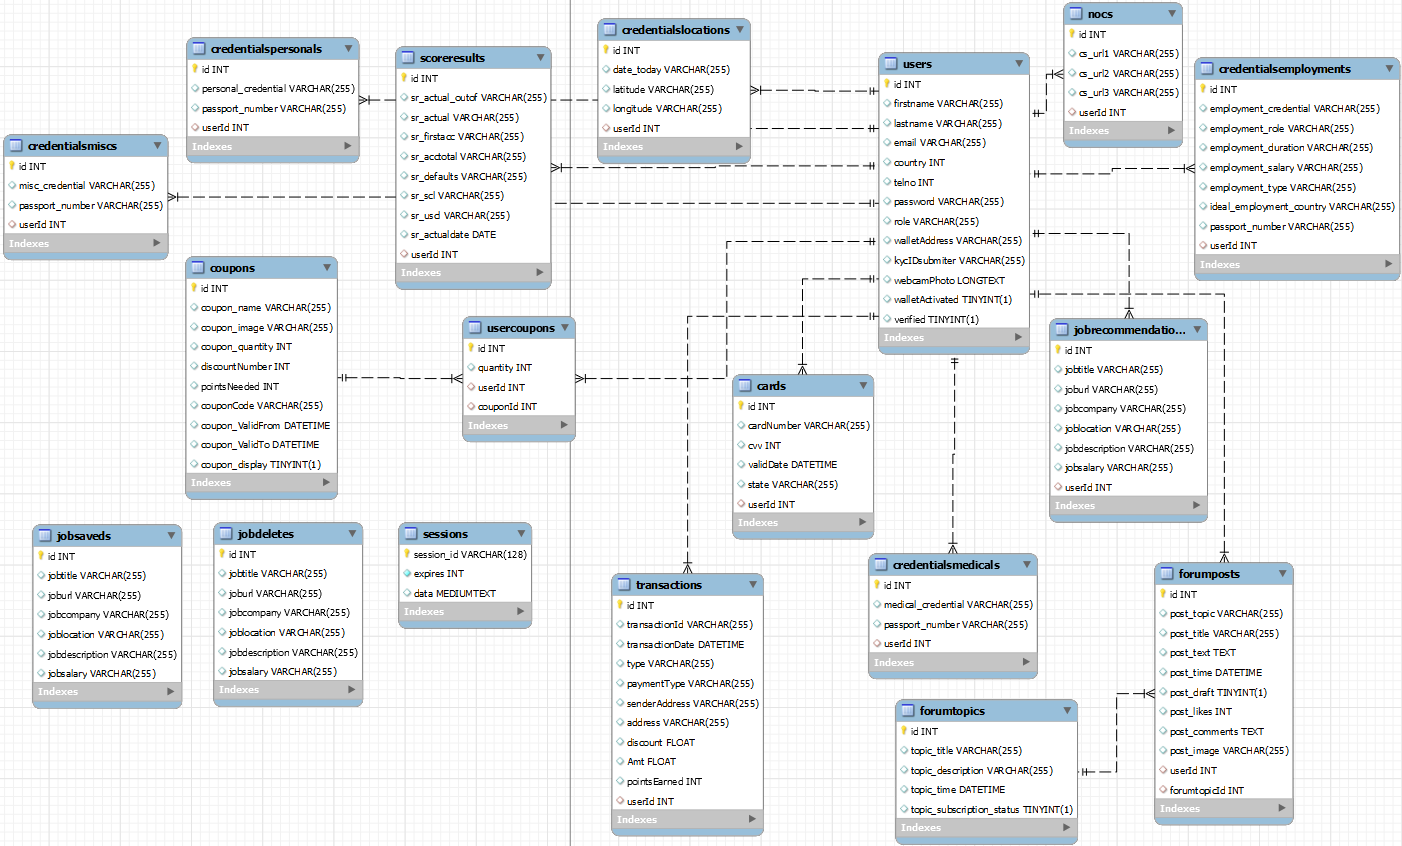 credentialspersonals
id INT
personal_credential VARCHAR(255)
passport_number VARCHAR(255)
userId INT
Indexes
scoreresults
id INT
sr_actual_outof VARCHAR(255)
sr_actual VARCHAR(255)
sr_firstacc VARCHAR(255)
sr_acctotal VARCHAR(255)
sr_defaults VARCHAR(255)
sr_scl VARCHAR(255)
sr_usd VARCHAR(255)
sr_actualdate DATE
userId INT
Indexes
credentialslocations
id INT
date_today VARCHAR(255)
latitude VARCHAR(255)
longitude VARCHAR(255)
userId INT
Indexes
users
id INT
firstname VARCHAR(255)
lastname VARCHAR(255)
email VARCHAR(255)
country INT
telno INT
password VARCHAR(255)
role VARCHAR(255)
walletAddress VARCHAR(255)
kycIDsubmiter VARCHAR(255)
webcamPhoto LONGTEXT
walletActivated TINYINT(1)
verified TINYINT(1)
Indexes
nocs
id INT
cs_url1 VARCHAR(255)
cs_url2 VARCHAR(255)
cs_url3 VARCHAR(255)
userId INT
Indexes
credentialsemployments
id INT
employment_credential VARCHAR(255)
employment_role VARCHAR(255)
employment_duration VARCHAR(255)
employment_salary VARCHAR(255)
employment_type VARCHAR(255)
ideal_employment_country VARCHAR(255)
passport_number VARCHAR(255)
userId INT
Indexes
credentialsmiscs
id INT
misc_credential VARCHAR(255)
passport_number VARCHAR(255)
userId INT
Indexes
coupons
id INT
coupon_name VARCHAR(255)
coupon_image VARCHAR(255)
coupon_quantity INT
discountNumber INT
pointsNeeded INT
couponCode VARCHAR(255)
coupon_ValidFrom DATETIME
coupon_ValidTo DATETIME
coupon_display TINYINT(1)
Indexes
usercoupons
id INT
quantity INT
userId INT
couponId INT
Indexes
cards
id INT
cardNumber VARCHAR(255)
cvv INT
validDate DATETIME
state VARCHAR(255)
userId INT
Indexes
jobrecommendatio...
id INT
jobtitle VARCHAR(255)
joburl VARCHAR(255)
jobcompany VARCHAR(255)
joblocation VARCHAR(255)
jobdescription VARCHAR(255)
jobsalary VARCHAR(255)
userId INT
Indexes
jobsaveds
id INT
jobtitle VARCHAR(255)
joburl VARCHAR(255)
jobcompany VARCHAR(255)
joblocation VARCHAR(255)
jobdescription VARCHAR(255)
jobsalary VARCHAR(255)
Indexes
jobdeletes
id INT
jobtitle VARCHAR(255)
joburl VARCHAR(255)
jobcompany VARCHAR(255)
joblocation VARCHAR(255)
jobdescription VARCHAR(255)
jobsalary VARCHAR(255)
Indexes
sessions
session_id VARCHAR(128)
expires INT
data MEDIUMTEXT
Indexes
transactions
id INT
transactionId VARCHAR(255)
transactionDate DATETIME
type VARCHAR(255)
paymentType VARCHAR(255)
senderAddress VARCHAR(255)
address VARCHAR(255)
discount FLOAT
Amt FLOAT
pointsEarned INT
userId INT
Indexes
credentialsmedicals
id INT
medical_credential VARCHAR(255)
passport_number VARCHAR(255)
userId INT
Indexes
forumtopics
id INT
topic_title VARCHAR(255)
topic_description VARCHAR(255)
topic_time DATETIME
topic_subscription_status TINYINT(1)
Indexes
forumposts
id INT
post_topic VARCHAR(255)
post_title VARCHAR(255)
post_text TEXT
post_time DATETIME
post_draft TINYINT(1)
post_likes INT
post_comments TEXT
post_image VARCHAR(255)
userId INT
forumtopicId INT
Indexes